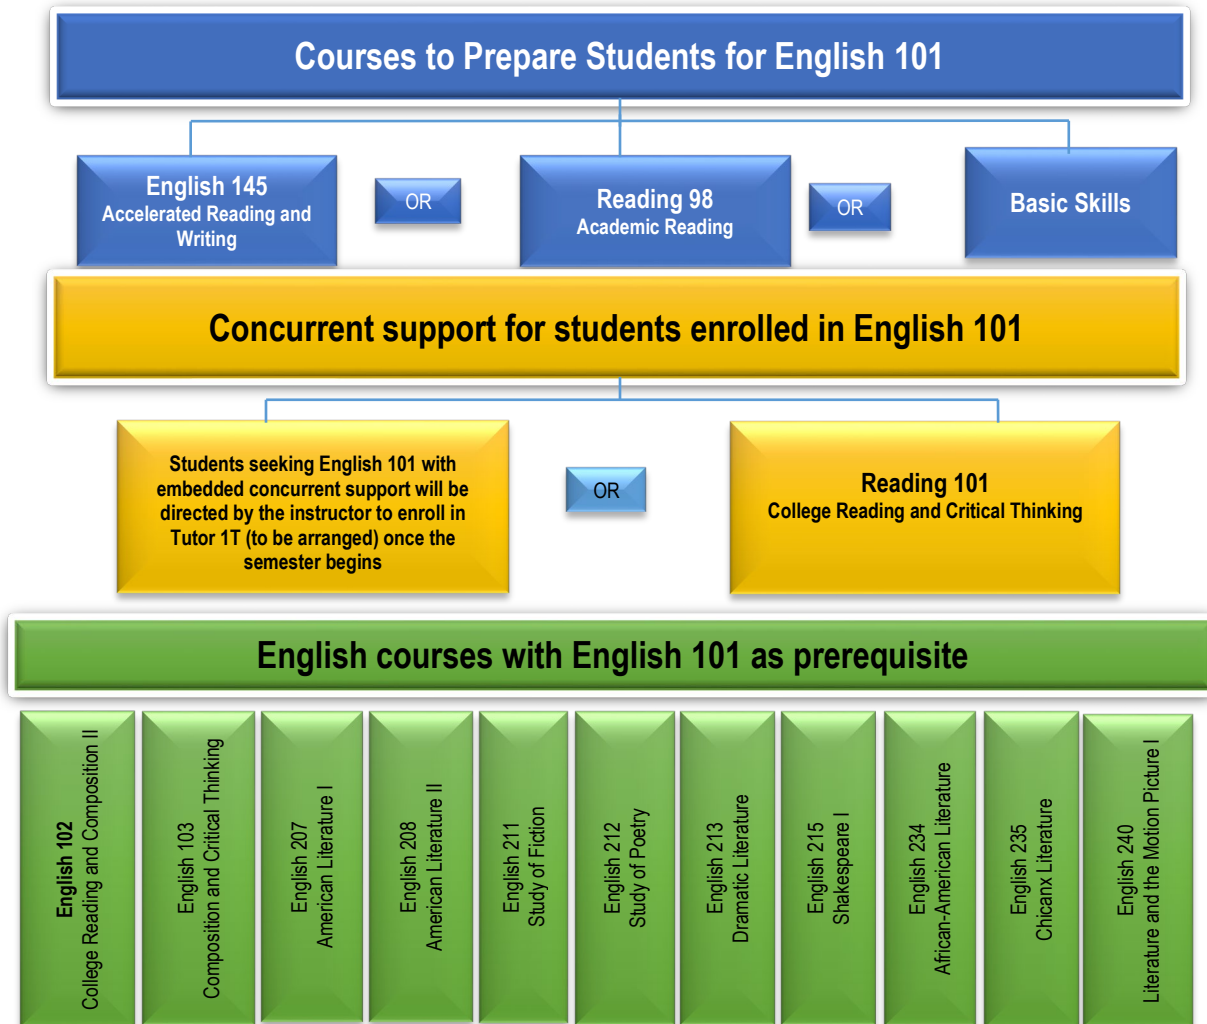 Courses to Prepare Students for English 101
English 145
Accelerated Reading and
Writing
OR
Reading 98
Academic Reading
OR
Basic Skills
Concurrent support for students enrolled in English 101
Students seeking English 101 with
embedded concurrent support will be
directed by the instructor to enroll in
Tutor 1T (to be arranged) once the
semester begins
OR
Reading 101
College Reading and Critical Thinking
English courses with English 101 as prerequisite
English 102
College Reading and Composition II
English 103
Composition and Critical Thinking
English 207
American Literature I
English 208
American Literature II
English 211
Study of Fiction
English 212
Study of Poetry
English 213
Dramatic Literature
English 215
Shakespeare I
English 234
African-American Literature
English 235
Chicanx Literature
English 240
Literature and the Motion Picture I